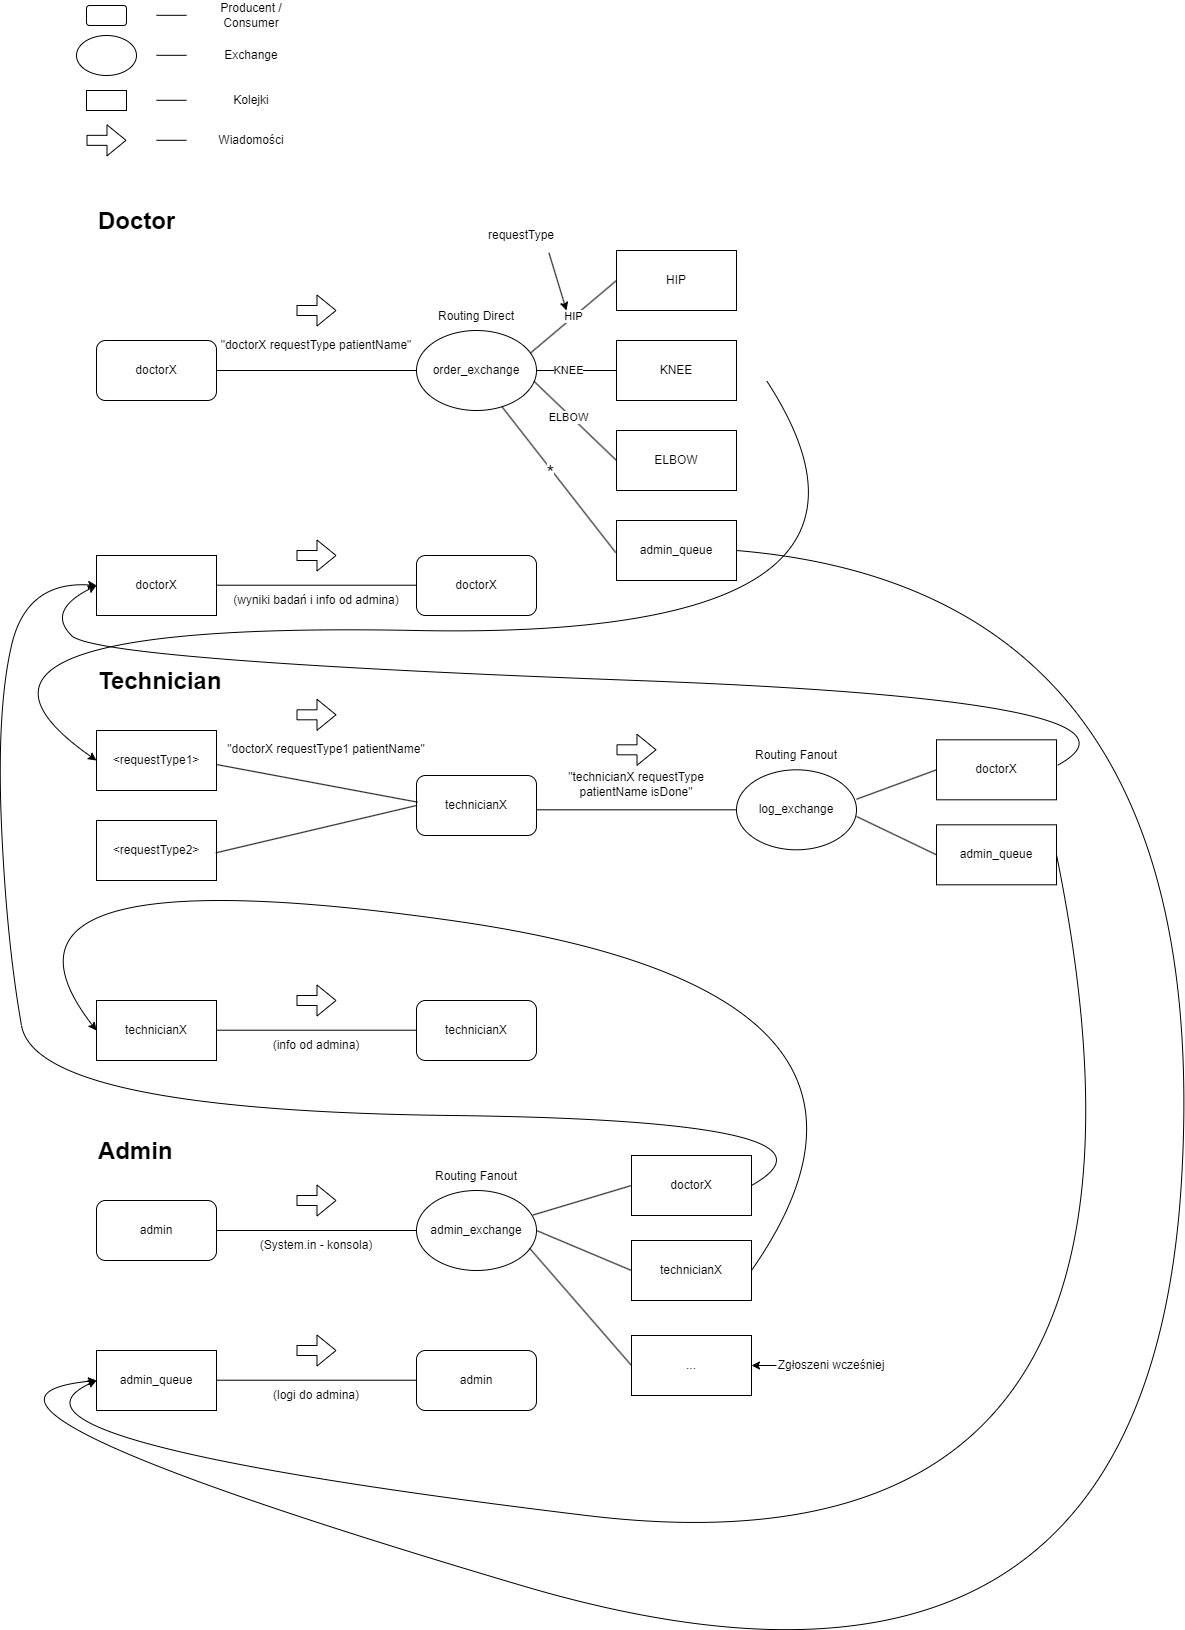 Producent /
Consumer
Exchange
Kolejki
Wiadomości
Doctor
requestType
HIP
HIP
Routing Direct
"doctorX requestType patientName"
doctorX
order_exchange
KNEE
KNEE
ELBOW
ELBOW
*
admin_queue
doctorX
doctorX
(wyniki badań i info od admina)
Technician
"doctorX requestType1 patientName"
<requestType1>
Routing Fanout
doctorX
"technicianX requestType
patientName isDone"
technicianX
log_exchange
<requestType2>
admin_queue
technicianX
technicianX
(info od admina)
Admin
Routing Fanout
doctorX
admin
admin_exchange
(System.in - konsola)
technicianX
...
Zgłoszeni wcześniej
admin_queue
admin
(logi do admina)